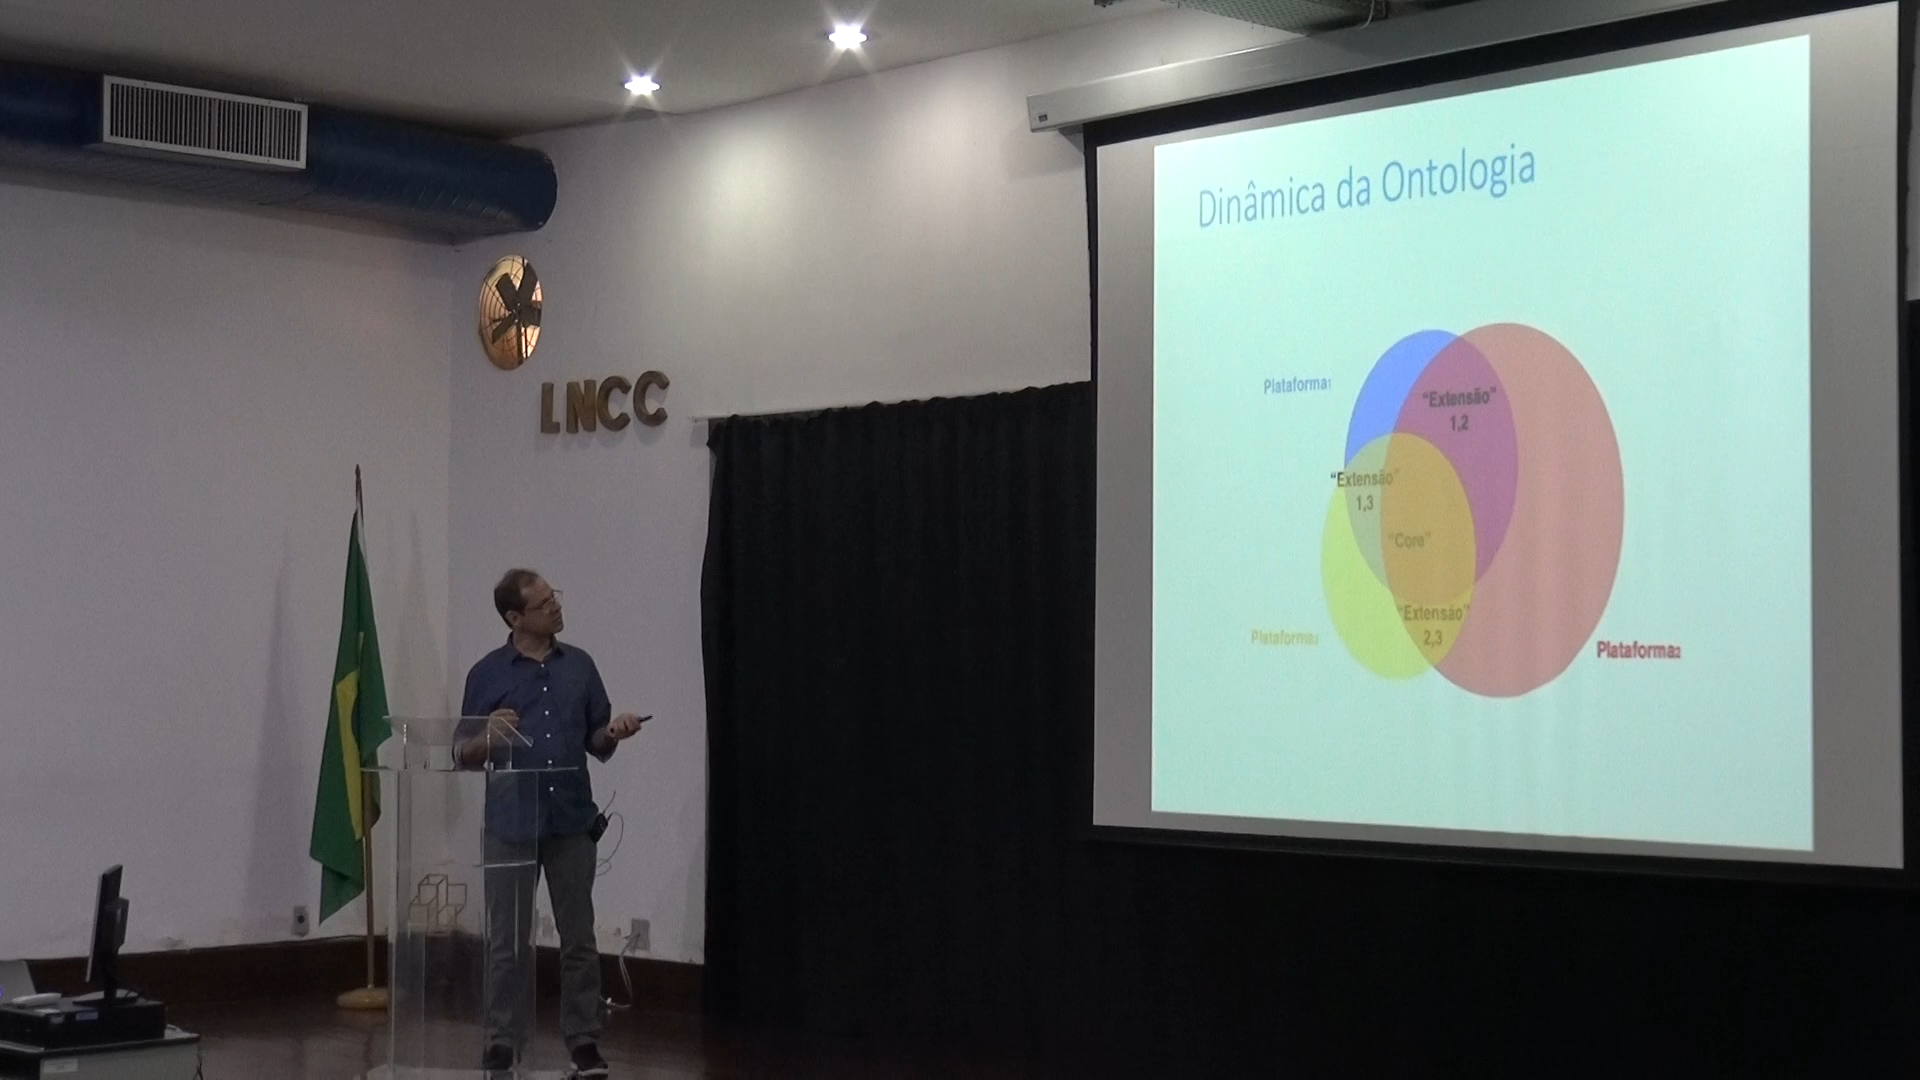 LNCC
Dinâmica da Ontologia
Plataforma1
"Extensão"
1,2
"Extensão"
1,3
"Core"
"Extensão"
2,3
Plataforma3
Plataforma2